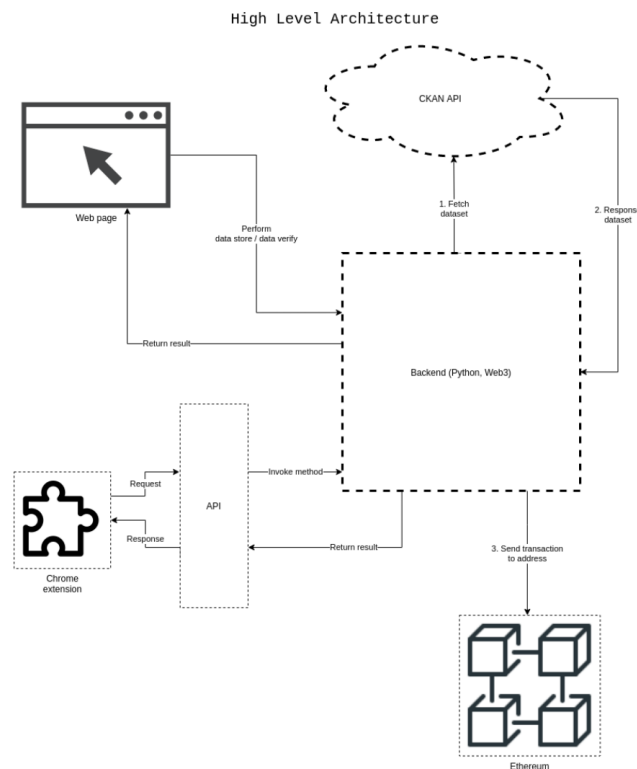 High Level Architecture
CKAN API
Web page
1. Fetch
dataset
2. Respons
dataset
Perform
data store / data verify
Return result
Backend (Python, Web3)
Invoke method
Request
API
Response
Return result
3. Send transaction
to address
Chrome
extension
Ethereum